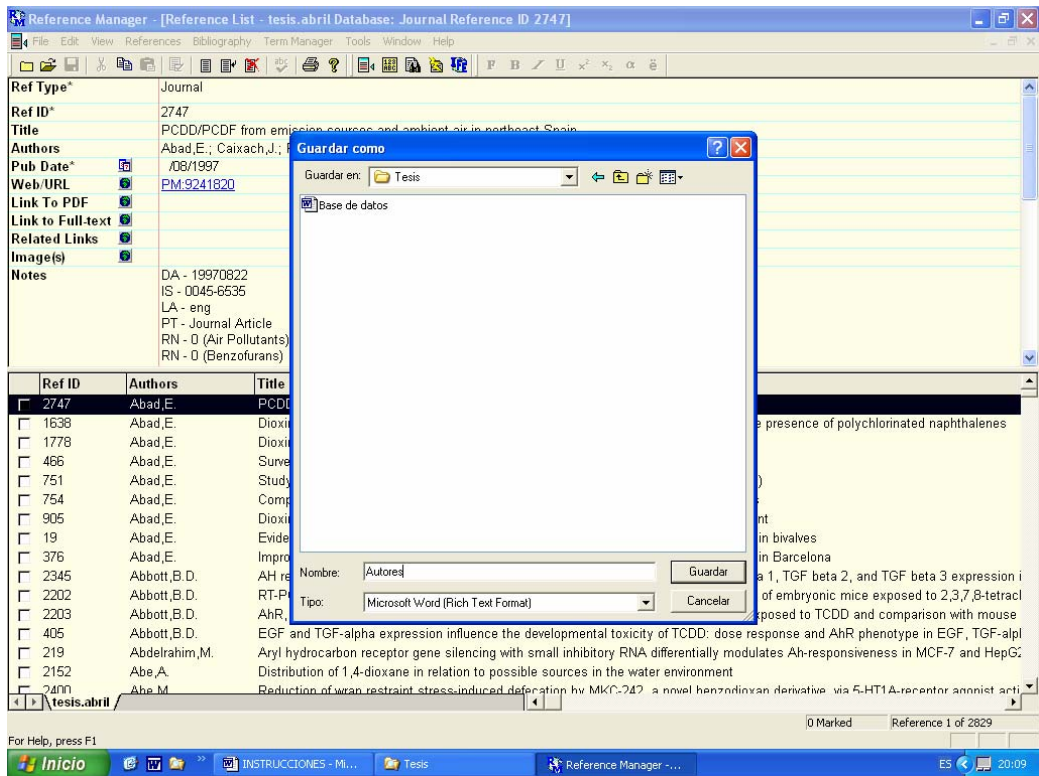 Reference Manager - [Reference List - tesis.abril Database: Journal Reference ID 2747]
File Edit View References Bibliography Term Manager Tools Window Help
Ref Type* Journal
Ref ID* 2747
Title PCDD/PCDF from emission sources and ambient air in northeast Spain
Authors Abad,E.; Caixach,J.;
Pub Date* /08/1997
Web/URL PM:9241820
Link To PDF
Link to Full-text
Related Links
Image(s)
Notes DA - 19970822
IS - 0045-6535
LA - eng
PT - Journal Article
RN - 0 (Air Pollutants)
RN - 0 (Benzofurans)
Guardar como
Guardar en: Tesis
Base de datos
Nombre: Autores Guardar
Tipo: Microsoft Word (Rich Text Format) Cancelar
Ref ID Authors Title
2747 Abad,E. PCDD
1638 Abad,E. Dioxi e presence of polychlorinated naphthalenes
1778 Abad,E. Dioxi
466 Abad,E. Surve
751 Abad,E. Study )
754 Abad,E. Comp
905 Abad,E. Dioxi nt
19 Abad,E. Evide in bivalves
376 Abad,E. Impro in Barcelona
2345 Abbott,B.D. AH re a 1, TGF beta 2, and TGF beta 3 expression i
2202 Abbott,B.D. RT-P of embryonic mice exposed to 2,3,7,8-tetracl
2203 Abbott,B.D. AhR, xposed to TCDD and comparison with mouse
405 Abbott,B.D. EGF and TGF-alpha expression influence the developmental toxicity of TCDD: dose response and AhR phenotype in EGF, TGF-alpl
219 Abdelrahim,M. Aryl hydrocarbon receptor gene silencing with small inhibitory RNA differentially modulates Ah-responsiveness in MCF-7 and HepG2
2152 Abe,A. Distribution of 1,4-dioxane in relation to possible sources in the water environment
2400 Abe,M. Reduction of wrap restraint stress-induced defecation by MKC-242, a novel benzodioxan derivative, via 5-HT1A-receptor agonist acti
tesis.abril
0 Marked Reference 1 of 2829
For Help, press F1
Inicio INSTRUCCIONES - Mi... Tesis Reference Manager -... ES 20:09